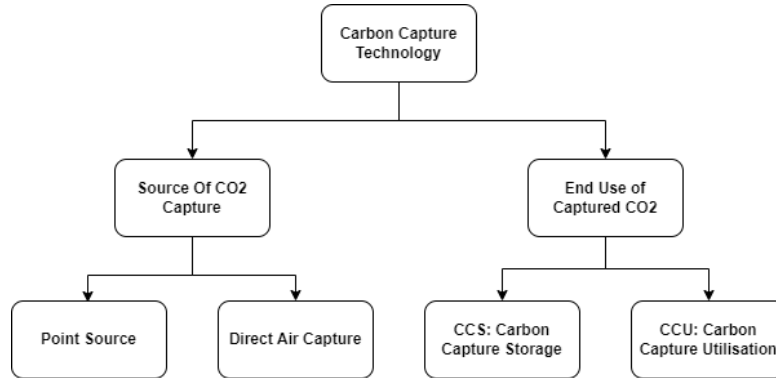 Carbon Capture
Technology
Source Of CO2
Capture
End Use of
Captured CO2
Point Source
Direct Air Capture
CCS: Carbon
Capture Storage
CCU: Carbon
Capture Utilisation